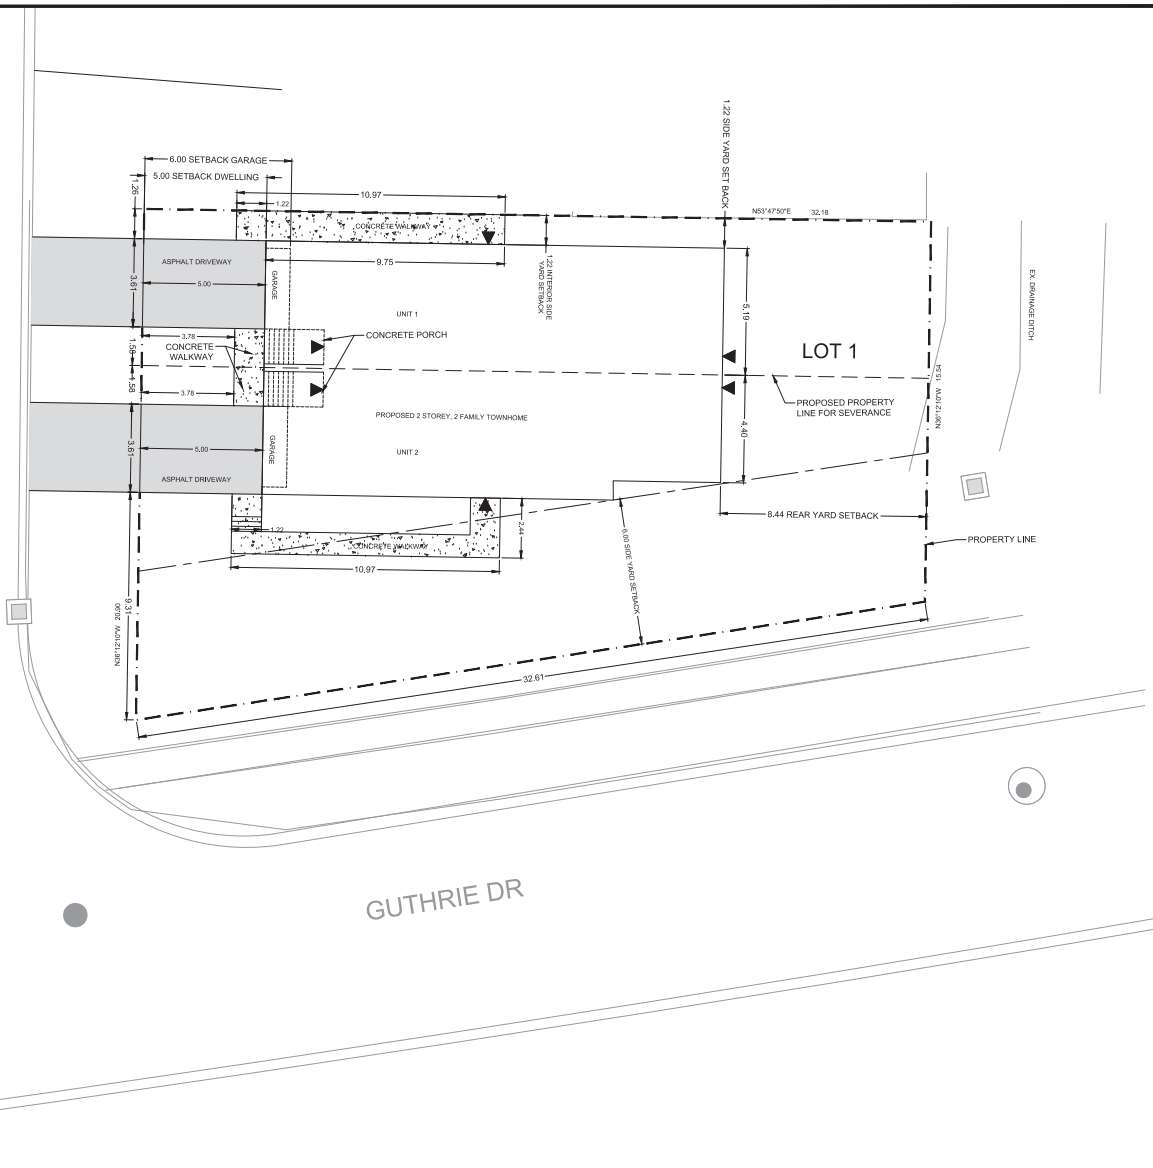 1.22 SIDE YARD SET BACK
6.00 SETBACK GARAGE
5.00 SETBACK DWELLING
1.26
10.97
1.22
N53°47'50"E 32.18
CONCRETE WALKWAY
ASPHALT DRIVEWAY
9.75
1.22 INTERIOR SIDE
YARD SETBACK
EX. DRAINAGE DITCH
GARAGE
3.61
5.00
5.19
UNIT 1
3.78
CONCRETE PORCH
1.58
CONCRETE
WALKWAY
LOT 1
1.58
3.78
N36°12'10"W 15.54
PROPOSED PROPERTY
LINE FOR SEVERANCE
PROPOSED 2 STOREY, 2 FAMILY TOWNHOME
4.40
3.61
5.00
GARAGE
UNIT 2
ASPHALT DRIVEWAY
8.44 REAR YARD SETBACK
1.22
2.44
PROPERTY LINE
CONCRETE WALKWAY
6.00 SIDE YARD SETBACK
10.97
9.31
N36°12'10"W 20.90
32.61
GUTHRIE DR